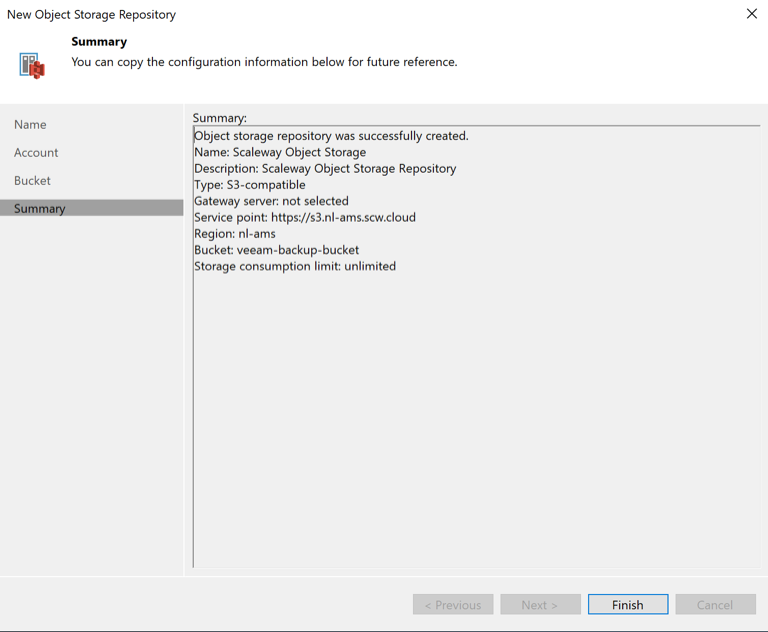 New Object Storage Repository
Summary
You can copy the configuration information below for future reference.
Name
Account
Bucket
Summary
Summary:
Object storage repository was successfully created.
Name: Scaleway Object Storage
Description: Scaleway Object Storage Repository
Type: S3-compatible
Gateway server: not selected
Service point: https://s3.nl-ams.scw.cloud
Region: nl-ams
Bucket: veeam-backup-bucket
Storage consumption limit: unlimited
< Previous
Next >
Finish
Cancel